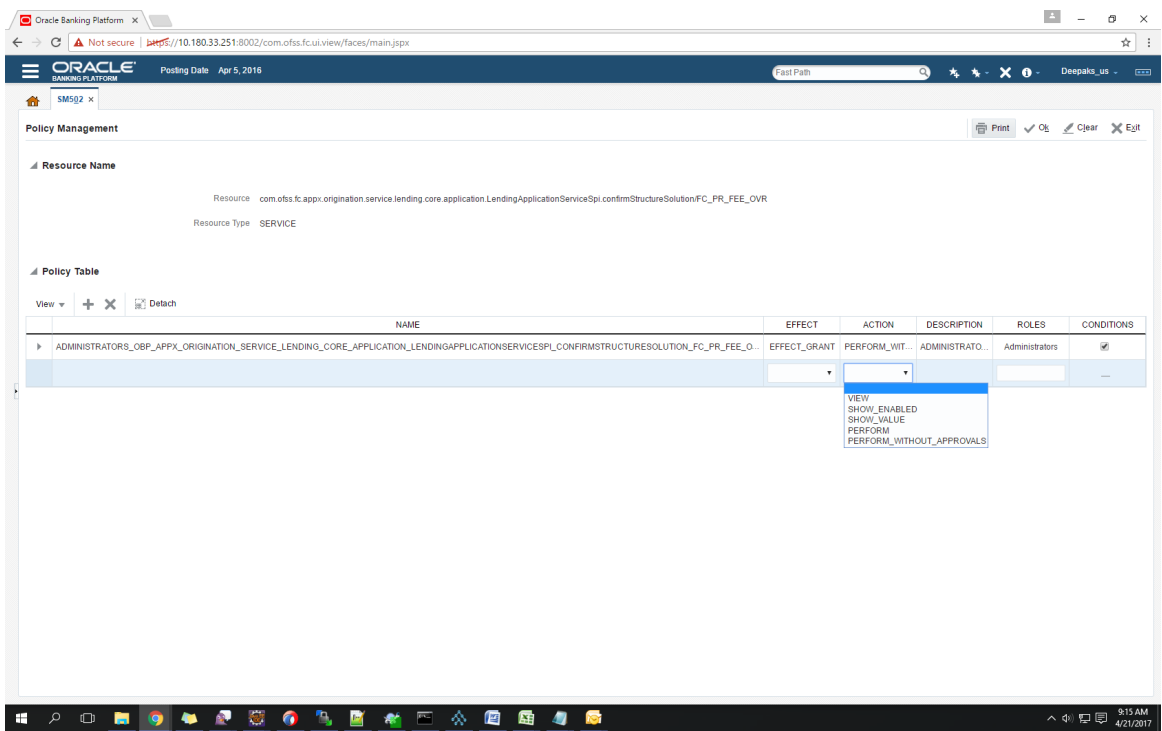 Oracle Banking Platform
Not secure | https://10.180.33.251:8002/com.ofss.fc.ui.view/faces/main.jspx
ORACLE
BANKING PLATFORM
Posting Date Apr 5, 2016
Fast Path
Deepaks_us
SM502
Policy Management
Print Ok Clear Exit
Resource Name
Resource com.ofss.fc.appx.origination.service.lending.core.application.LendingApplicationServiceSpi.confirmStructureSolution/FC_PR_FEE_OVR
Resource Type SERVICE
Policy Table
View Detach
NAME EFFECT ACTION DESCRIPTION ROLES CONDITIONS
ADMINISTRATORS_OBP_APPX_ORIGINATION_SERVICE_LENDING_CORE_APPLICATION_LENDINGAPPLICATIONSERVICESPI_CONFIRMSTRUCTURESOLUTION_FC_PR_FEE_O... EFFECT_GRANT PERFORM_WIT... ADMINISTRATO... Administrators
VIEW
SHOW_ENABLED
SHOW_VALUE
PERFORM
PERFORM_WITHOUT_APPROVALS
9:15 AM
4/21/2017